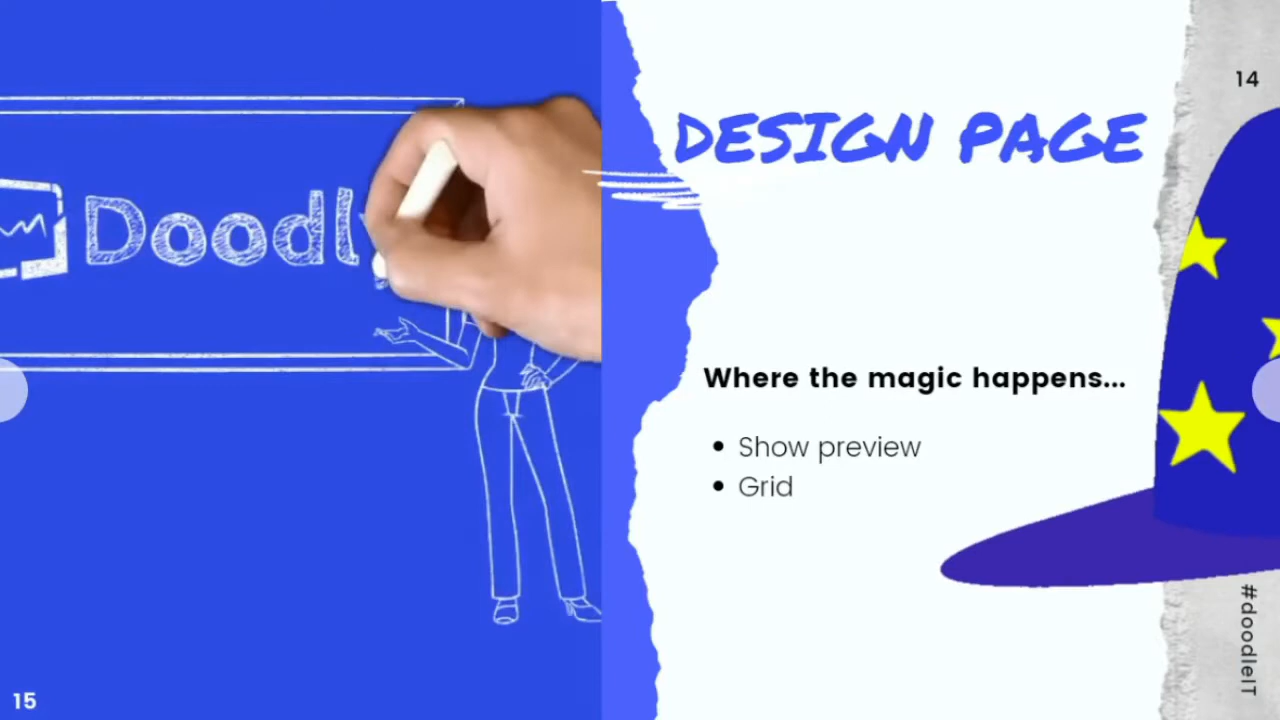 Doodl
15
14
DESIGN PAGE
Where the magic happens...
• Show preview
• Grid
#doodleIT